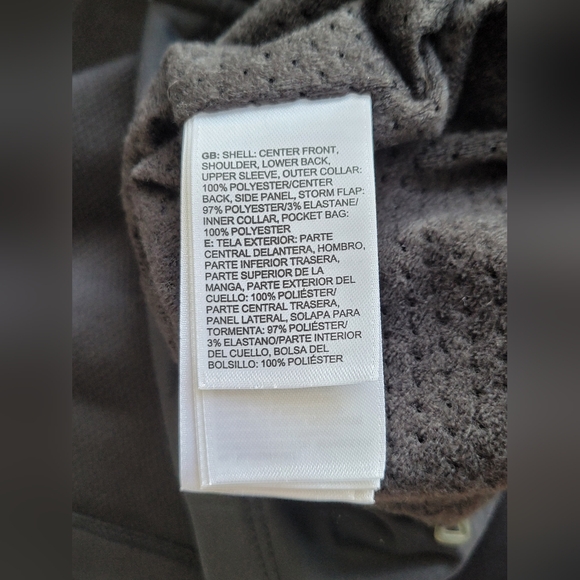 GB: SHELL: CENTER FRONT,
SHOULDER, LOWER BACK,
UPPER SLEEVE, OUTER COLLAR:
100% POLYESTER/CENTER
BACK, SIDE PANEL, STORM FLAP:
97% POLYESTER/3% ELASTANE/
INNER COLLAR, POCKET BAG:
100% POLYESTER
E: TELA EXTERIOR: PARTE
CENTRAL DELANTERA, HOMBRO,
PARTE INFERIOR TRASERA,
PARTE SUPERIOR DE LA
MANGA, PARTE EXTERIOR DEL
CUELLO: 100% POLIÉSTER/
PARTE CENTRAL TRASERA,
PANEL LATERAL, SOLAPA PARA
TORMENTA: 97% POLIÉSTER/
3% ELASTANO/PARTE INTERIOR
DEL CUELLO, BOLSA DEL
BOLSILLO: 100% POLIÉSTER